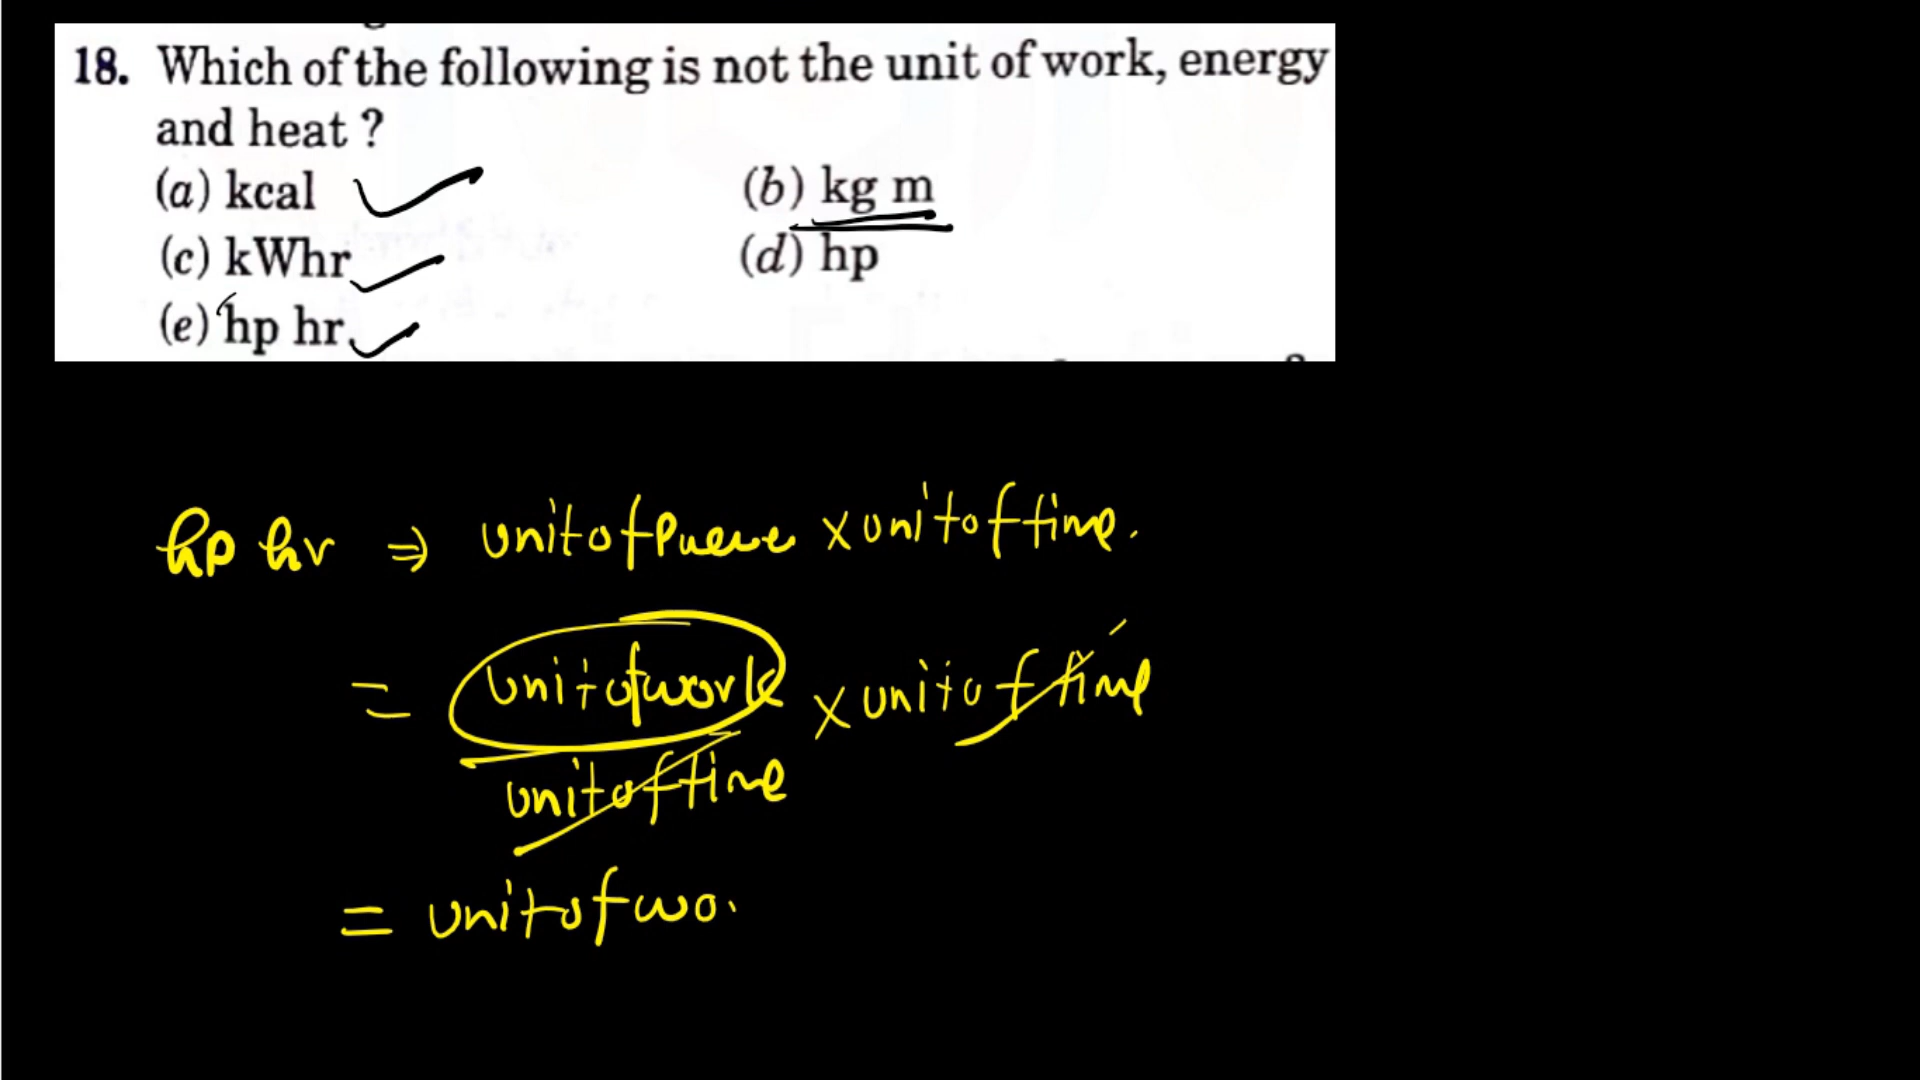 18. Which of the following is not the unit of work, energy
and heat ?
(a) kcal (b) kg m
(c) kWhr (d) hp
(e) hp hr
hp hr ⇒ unit of Power x unit of time.
= unit of work x unit of time
unit of time
= unit of wo